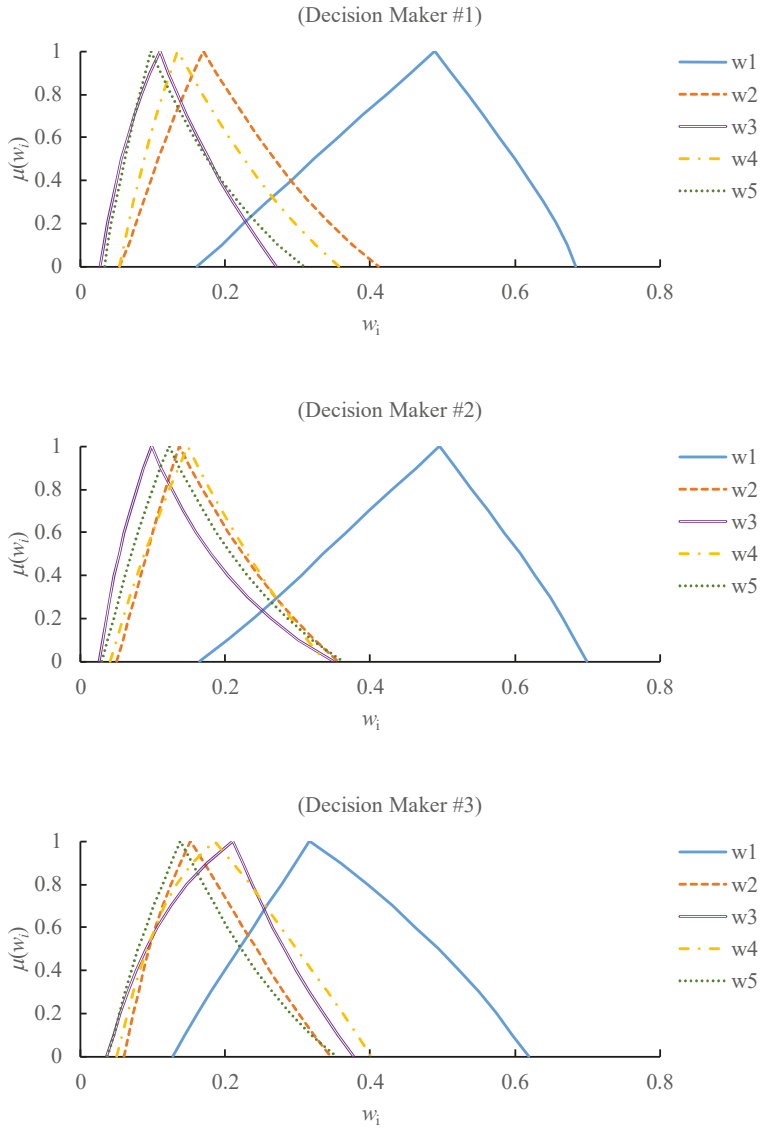 (Decision Maker #1)
1
0.8
0.6
0.4
0.2
0
μ(wi)
0 0.2 0.4 0.6 0.8
wi
w1
w2
w3
w4
w5
(Decision Maker #2)
1
0.8
0.6
0.4
0.2
0
μ(wi)
0 0.2 0.4 0.6 0.8
wi
w1
w2
w3
w4
w5
(Decision Maker #3)
1
0.8
0.6
0.4
0.2
0
μ(wi)
0 0.2 0.4 0.6 0.8
wi
w1
w2
w3
w4
w5